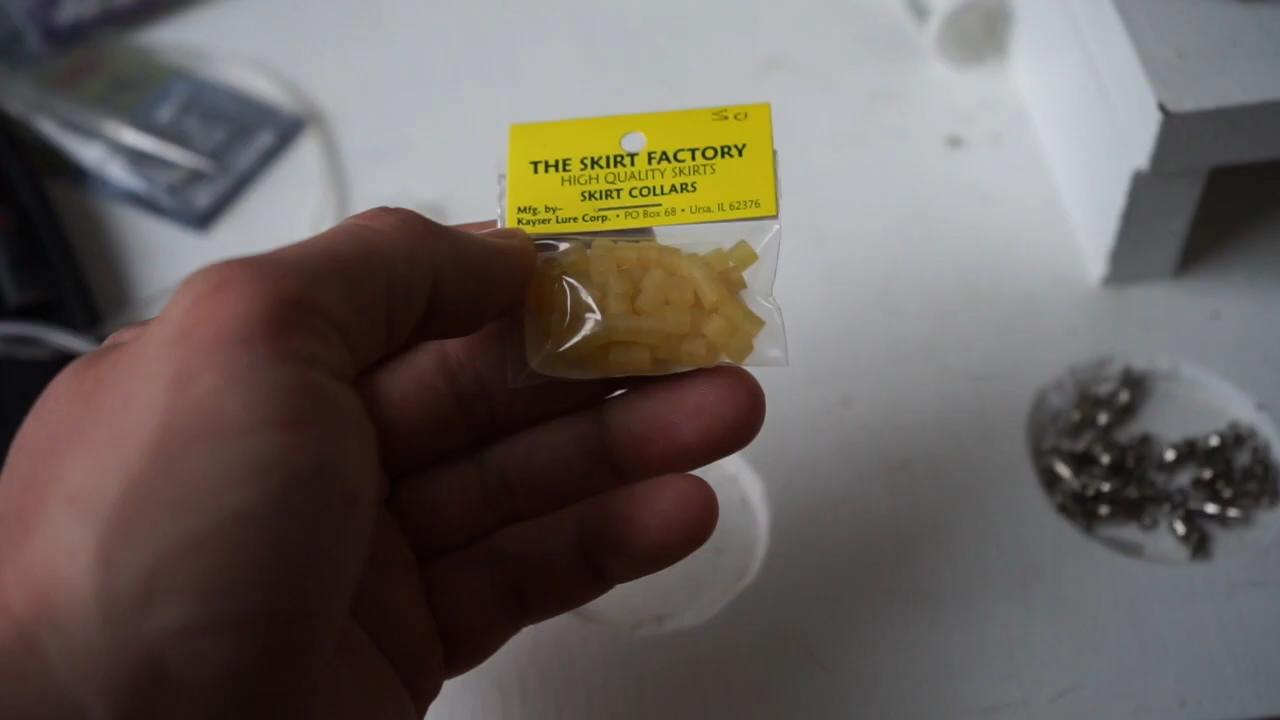 50
THE SKIRT FACTORY
HIGH QUALITY SKIRTS
SKIRT COLLARS
Mfg. by–
Kayser Lure Corp. • PO Box 68 • Ursa, IL 62376